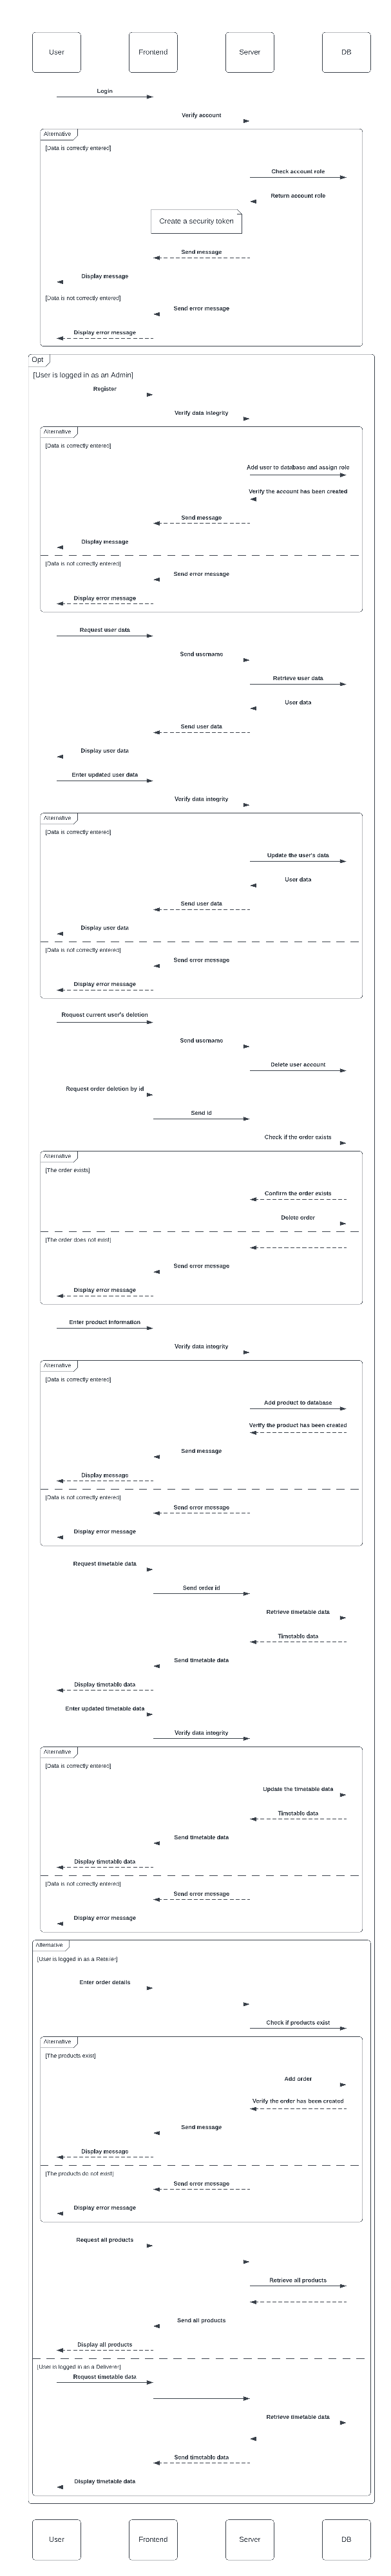 User Frontend Server DB
Login
Verify account
Alternative
[Data is correctly entered]
Check account role
Return account role
Create a security token
Send message
Display message
[Data is not correctly entered]
Send error message
Display error message
Opt
[User is logged in as an Admin]
Register
Verify data integrity
Alternative
[Data is correctly entered]
Add user to database and assign role
Verify the account has been created
Send message
Display message
[Data is not correctly entered]
Send error message
Display error message
Request user data
Send username
Retrieve user data
User data
Send user data
Display user data
Enter updated user data
Verify data integrity
Alternative
[Data is correctly entered]
Update the user's data
User data
Send user data
Display user data
[Data is not correctly entered]
Send error message
Display error message
Request current user's deletion
Send username
Delete user account
Request order deletion by id
Send id
Check if the order exists
Alternative
[The order exists]
Confirm the order exists
Delete order
[The order does not exist]
Send error message
Display error message
Enter product information
Verify data integrity
Alternative
[Data is correctly entered]
Add product to database
Verify the product has been created
Send message
Display message
[Data is not correctly entered]
Send error message
Display error message
Request timetable data
Send order id
Retrieve timetable data
Timetable data
Send timetable data
Display timetable data
Enter updated timetable data
Verify data integrity
Alternative
[Data is correctly entered]
Update the timetable data
Timetable data
Send timetable data
Display timetable data
[Data is not correctly entered]
Send error message
Display error message
Alternative
[User is logged in as a Retriler]
Enter order details
Check if products exist
Alternative
[The products exist]
Add order
Verify the order has been created
Send message
Display message
[The products do not exist]
Send error message
Display error message
Request all products
Retrieve all products
Send all products
Display all products
[User is logged in as a Deliverer]
Request timetable data
Retrieve timetable data
Send timetable data
Display timetable data
User Frontend Server DB